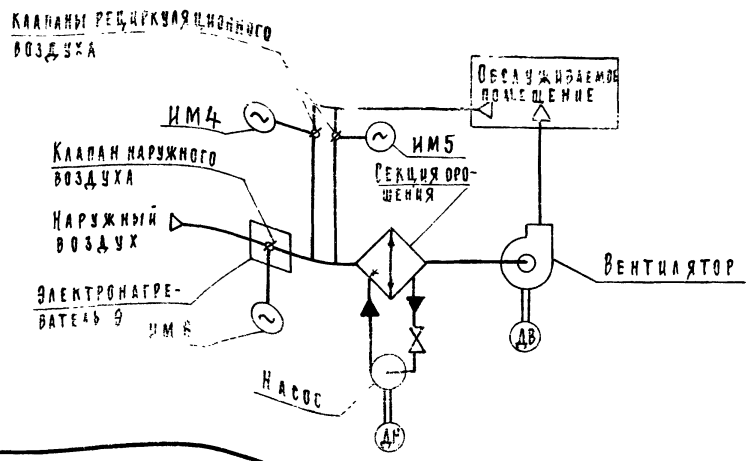 КЛАПАНЫ РЕЦИРКУЛЯЦИОННОГО
ВОЗДУХА
ОБСЛУЖИВАЕМОЕ
ПОМЕЩЕНИЕ
ИМ4
ИМ5
КЛАПАН НАРУЖНОГО
ВОЗДУХА
СЕКЦИЯ ОРО-
ШЕНИЯ
НАРУЖНЫЙ
ВОЗДУХ
ВЕНТИЛЯТОР
ЭЛЕКТРОНАГРЕ-
ВАТЕЛЬ Э
ИМ6
ДВ
НАСОС
ДН